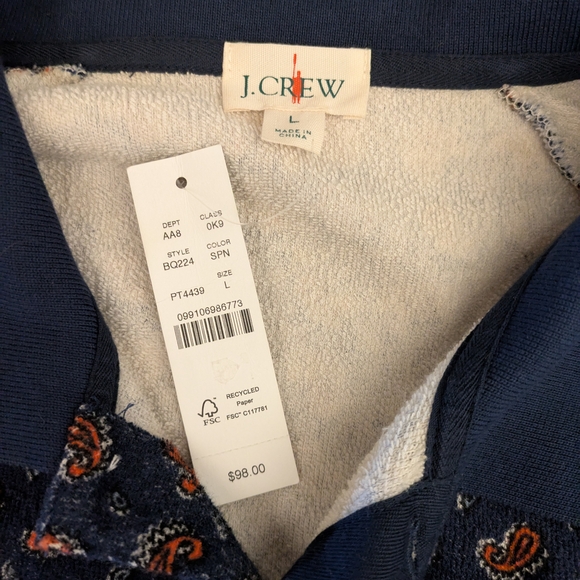 J.CREW
L
MADE IN
CHINA
DEPT CLASS
AA8 0K9
STYLE COLOR
BQ224 SPN
SIZE
PT4439 L
099106986773
FSC
RECYCLED
Paper
FSC® C117781
$98.00